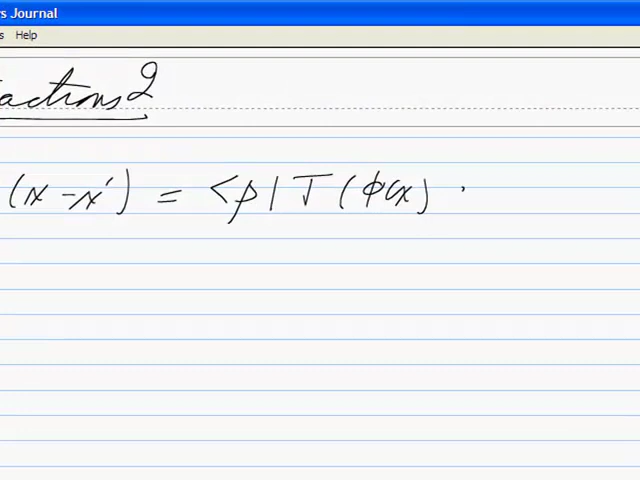 s Journal
s Help
actions 2
(x - x') = <p| T (φ(x) .